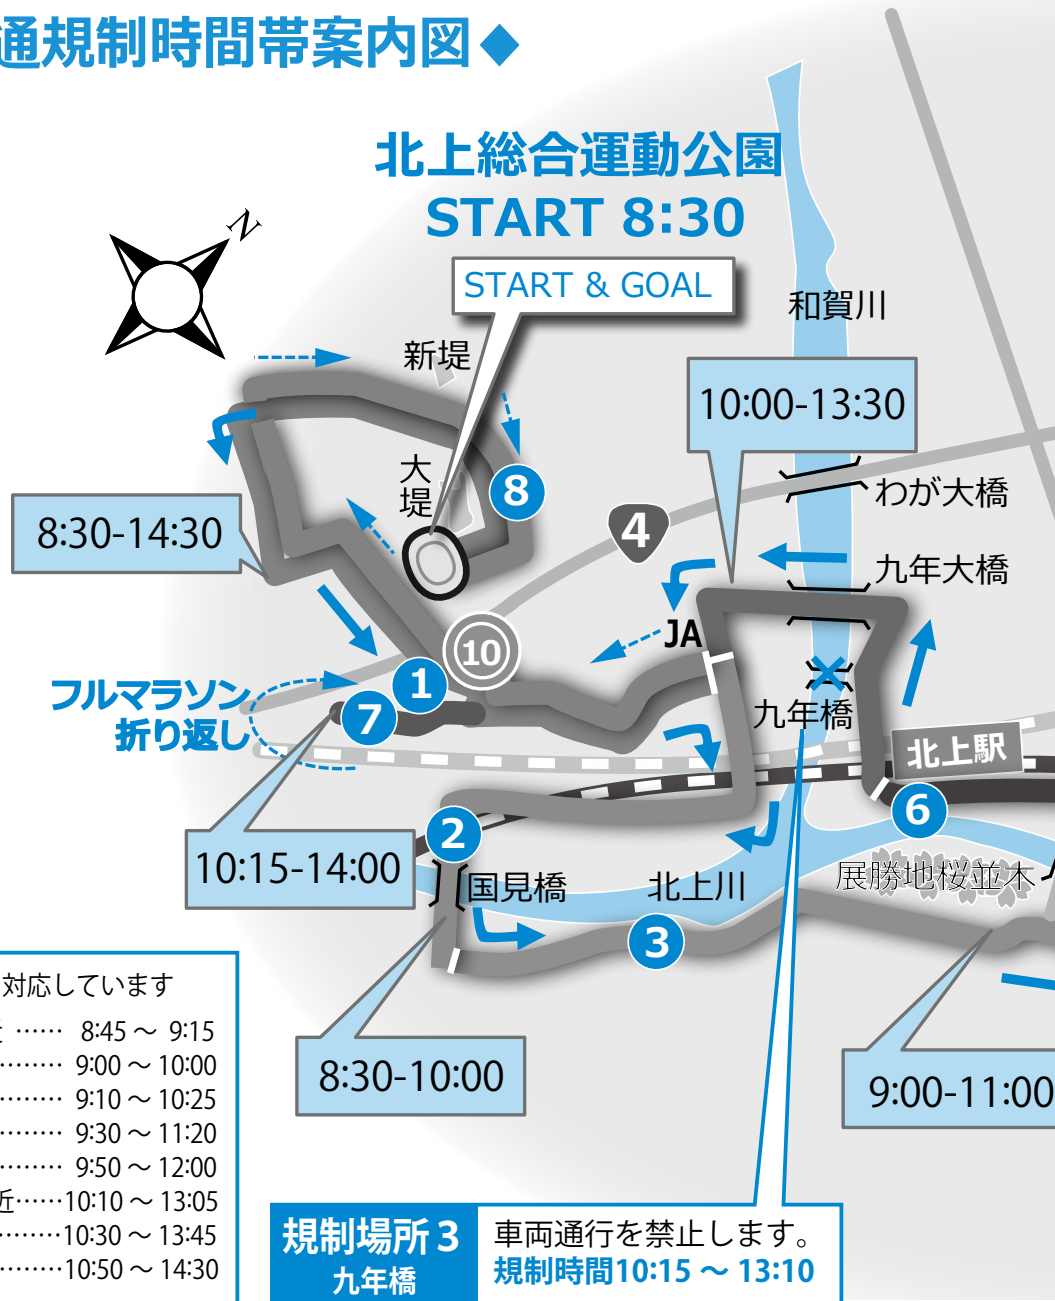 通規制時間帯案内図◆
北上総合運動公園
START 8:30
START & GOAL
N
和賀川
新堤
10:00-13:30
大堤
8
わが大橋
8:30-14:30
4
九年大橋
JA
10
1
フルマラソン
折り返し
7
九年橋
北上駅
6
2
10:15-14:00
国見橋
北上川
展勝地桜並木
3
対応しています
…… 8:45 ～ 9:15
……… 9:00 ～ 10:00
……… 9:10 ～ 10:25
……… 9:30 ～ 11:20
……… 9:50 ～ 12:00
近……10:10 ～ 13:05
………10:30 ～ 13:45
………10:50 ～ 14:30
8:30-10:00
9:00-11:00
規制場所3
九年橋
車両通行を禁止します。
規制時間10:15 ～ 13:10